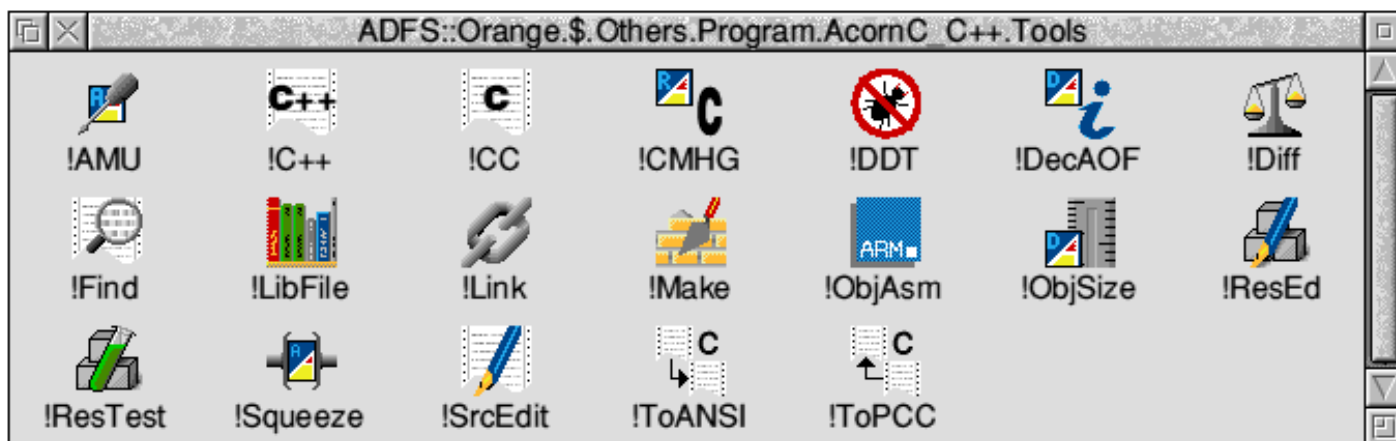 ADFS::Orange.$.Others.Program.AcornC_C++.Tools
C++ C R C D
!AMU !C++ !CC !CMHG !DDT !DecAOF !Diff
ARM D
!Find !LibFile !Link !Make !ObjAsm !ObjSize !ResEd
A C C
!ResTest !Squeeze !SrcEdit !ToANSI !ToPCC